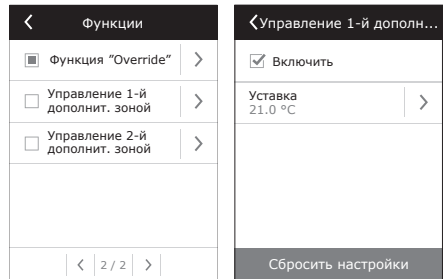 Функции
Функция "Override"
Управление 1-й
дополнит. зоной
Управление 2-й
дополнит. зоной
2 / 2
Управление 1-й дополн...
Включить
Уставка
21.0 °C
Сбросить настройки